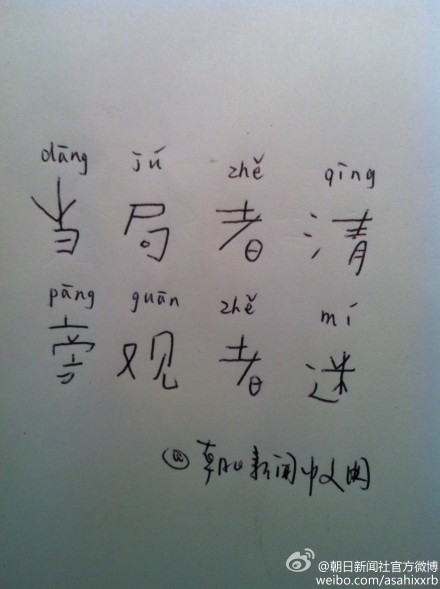 dāng jú zhě qīng
当局者清
pāng guān zhě mí
旁观者迷
@朝日新闻中文网
@朝日新闻社官方微博
weibo.com/asahixxrb